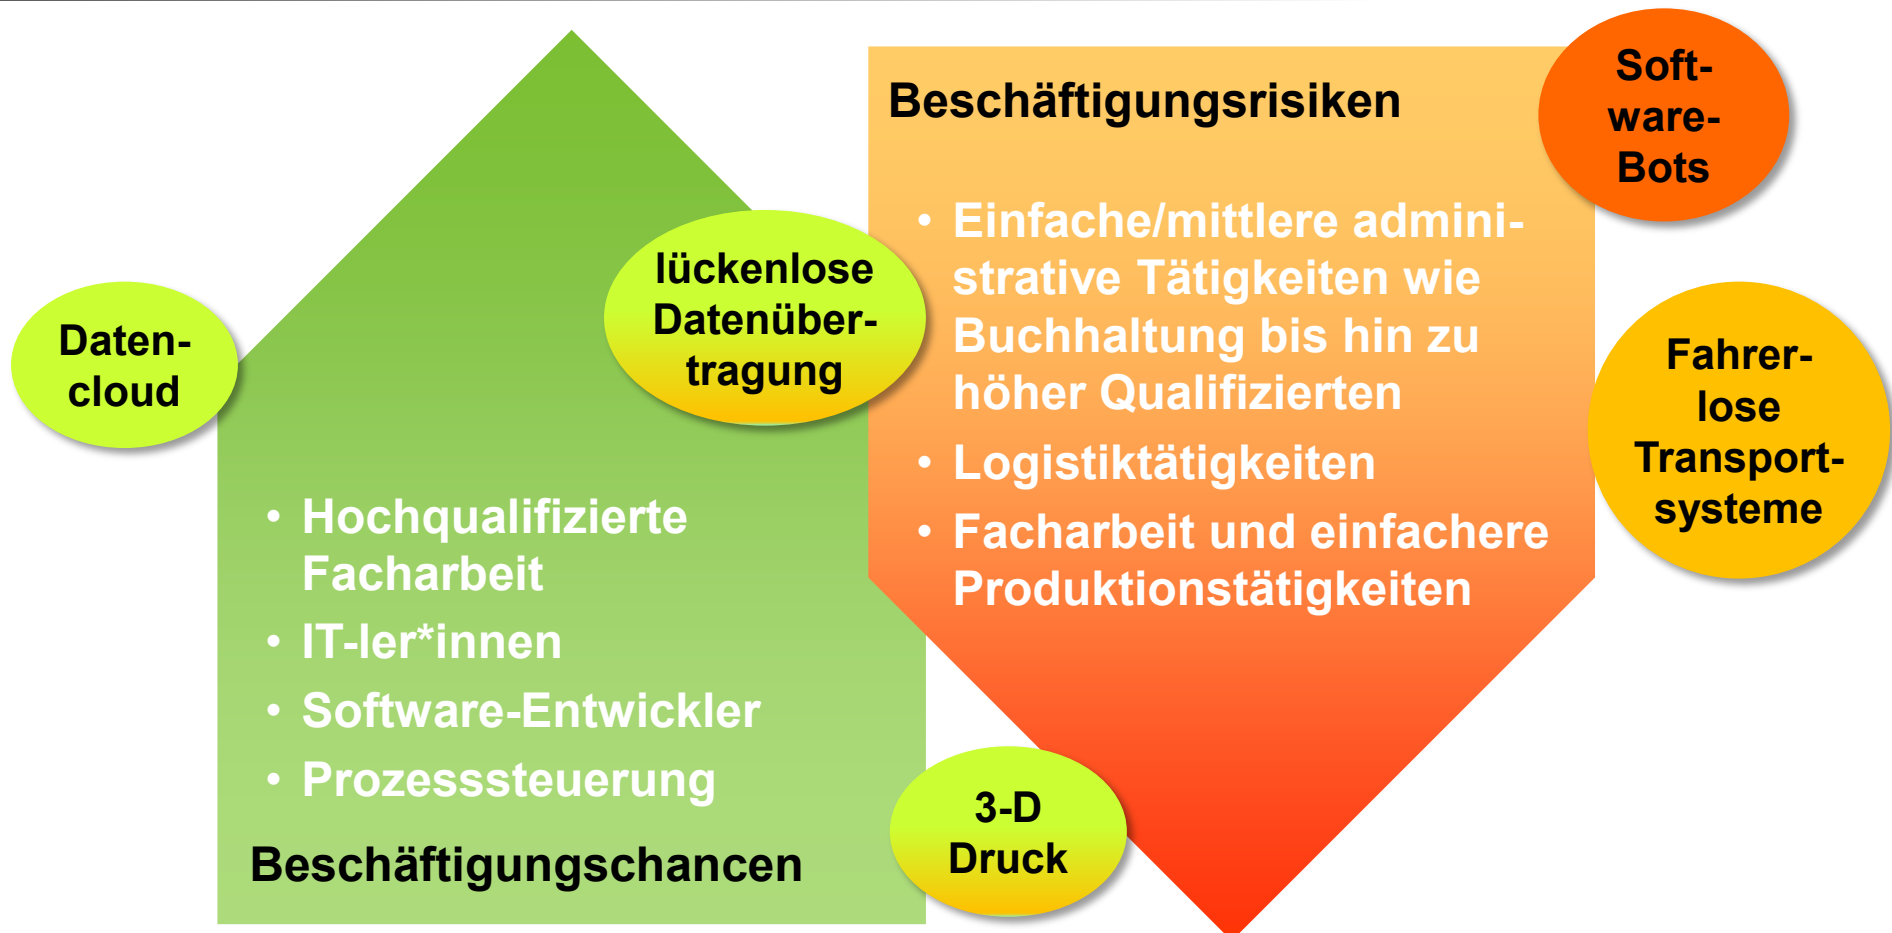 Daten-
cloud
lückenlose
Datenüber-
tragung
• Hochqualifizierte
Facharbeit
• IT-ler*innen
• Software-Entwickler
• Prozesssteuerung
Beschäftigungschancen
Beschäftigungsrisiken
• Einfache/mittlere admini-
strative Tätigkeiten wie
Buchhaltung bis hin zu
höher Qualifizierten
• Logistiktätigkeiten
• Facharbeit und einfachere
Produktionstätigkeiten
Soft-
ware-
Bots
Fahrer-
lose
Transport-
systeme
3-D
Druck